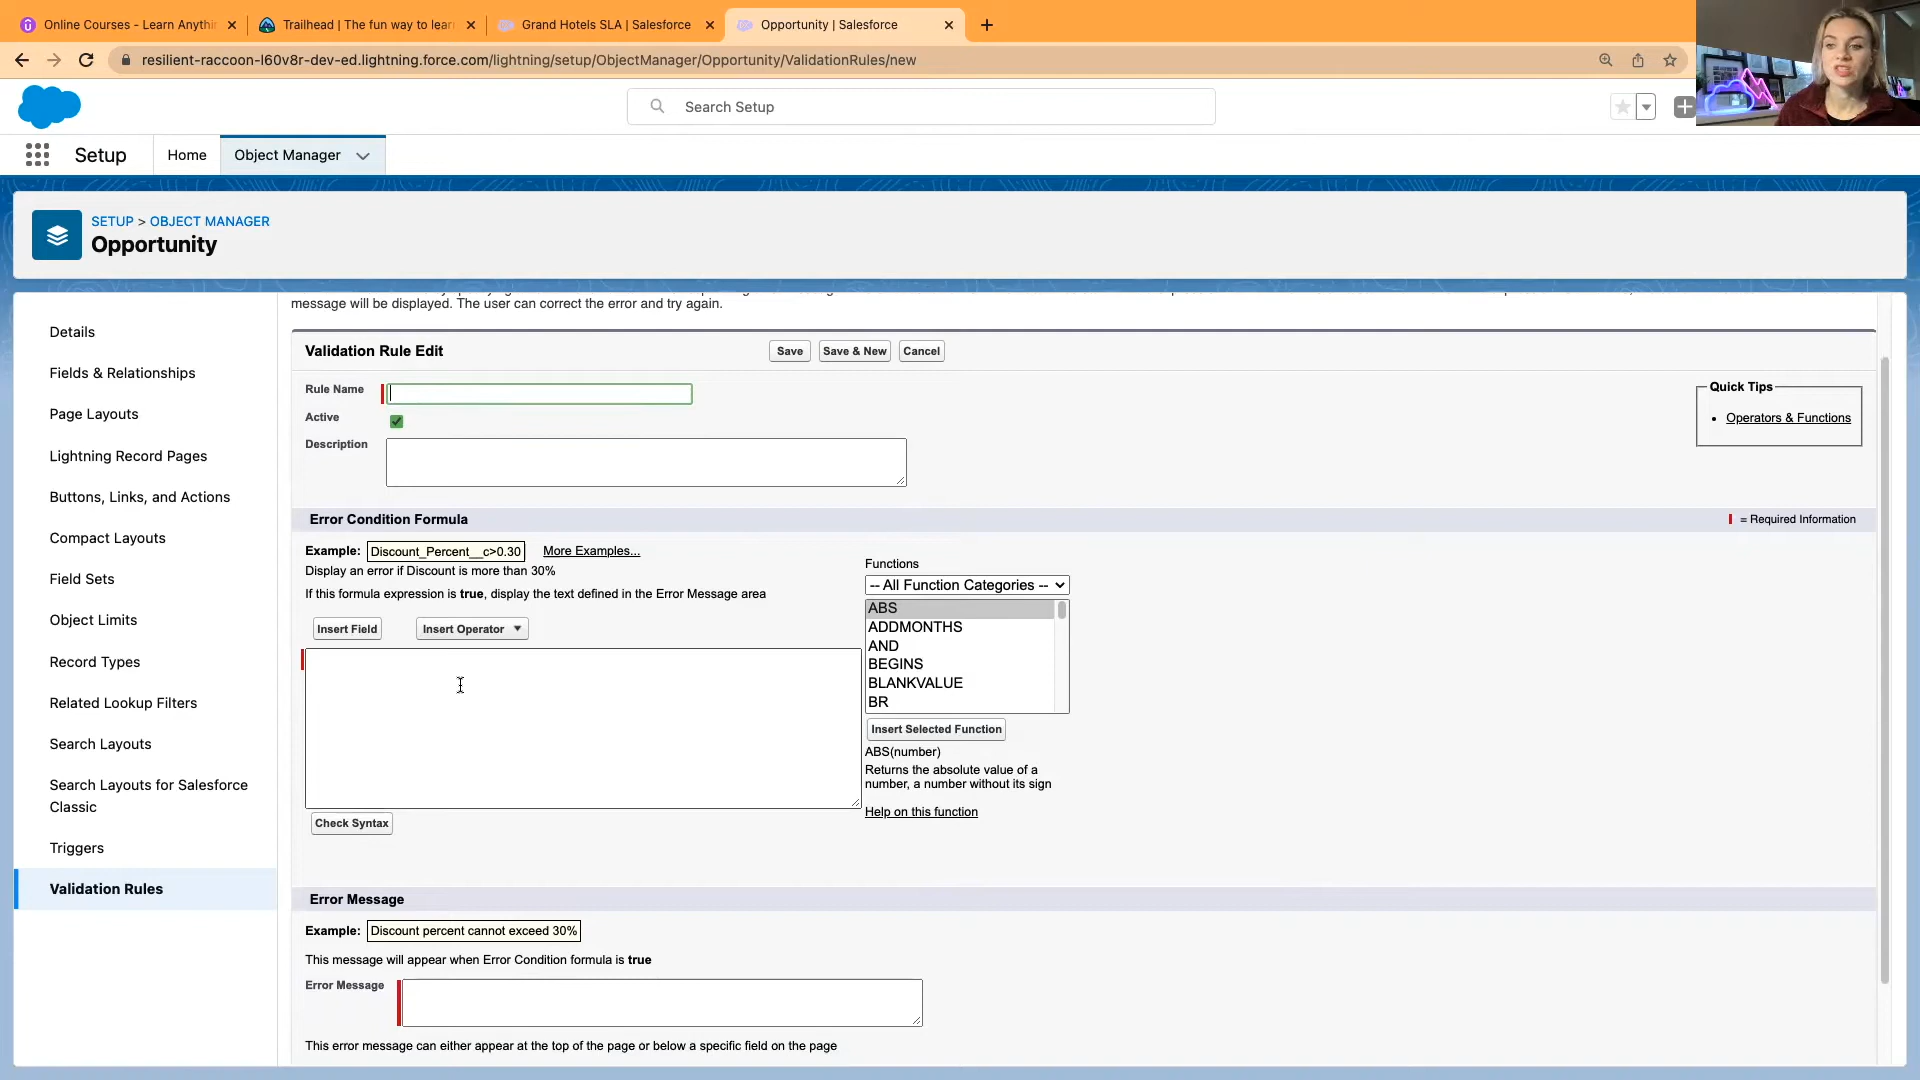 Online Courses - Learn Anythi
Trailhead | The fun way to lear
Grand Hotels SLA | Salesforce
Opportunity | Salesforce
resilient-raccoon-l60v8r-dev-ed.lightning.force.com/lightning/setup/ObjectManager/Opportunity/ValidationRules/new
Search Setup
Setup
Home
Object Manager
SETUP > OBJECT MANAGER
Opportunity
Details
Fields & Relationships
Page Layouts
Lightning Record Pages
Buttons, Links, and Actions
Compact Layouts
Field Sets
Object Limits
Record Types
Related Lookup Filters
Search Layouts
Search Layouts for Salesforce
Classic
Triggers
Validation Rules
message will be displayed. The user can correct the error and try again.
Validation Rule Edit
Save
Save & New
Cancel
Rule Name
Active
Description
Quick Tips
• Operators & Functions
Error Condition Formula
= Required Information
Example: Discount_Percent__c>0.30 More Examples...
Display an error if Discount is more than 30%
If this formula expression is true, display the text defined in the Error Message area
Insert Field
Insert Operator
Functions
-- All Function Categories --
ABS
ADDMONTHS
AND
BEGINS
BLANKVALUE
BR
Insert Selected Function
ABS(number)
Returns the absolute value of a
number, a number without its sign
Help on this function
Check Syntax
Error Message
Example: Discount percent cannot exceed 30%
This message will appear when Error Condition formula is true
Error Message
This error message can either appear at the top of the page or below a specific field on the page